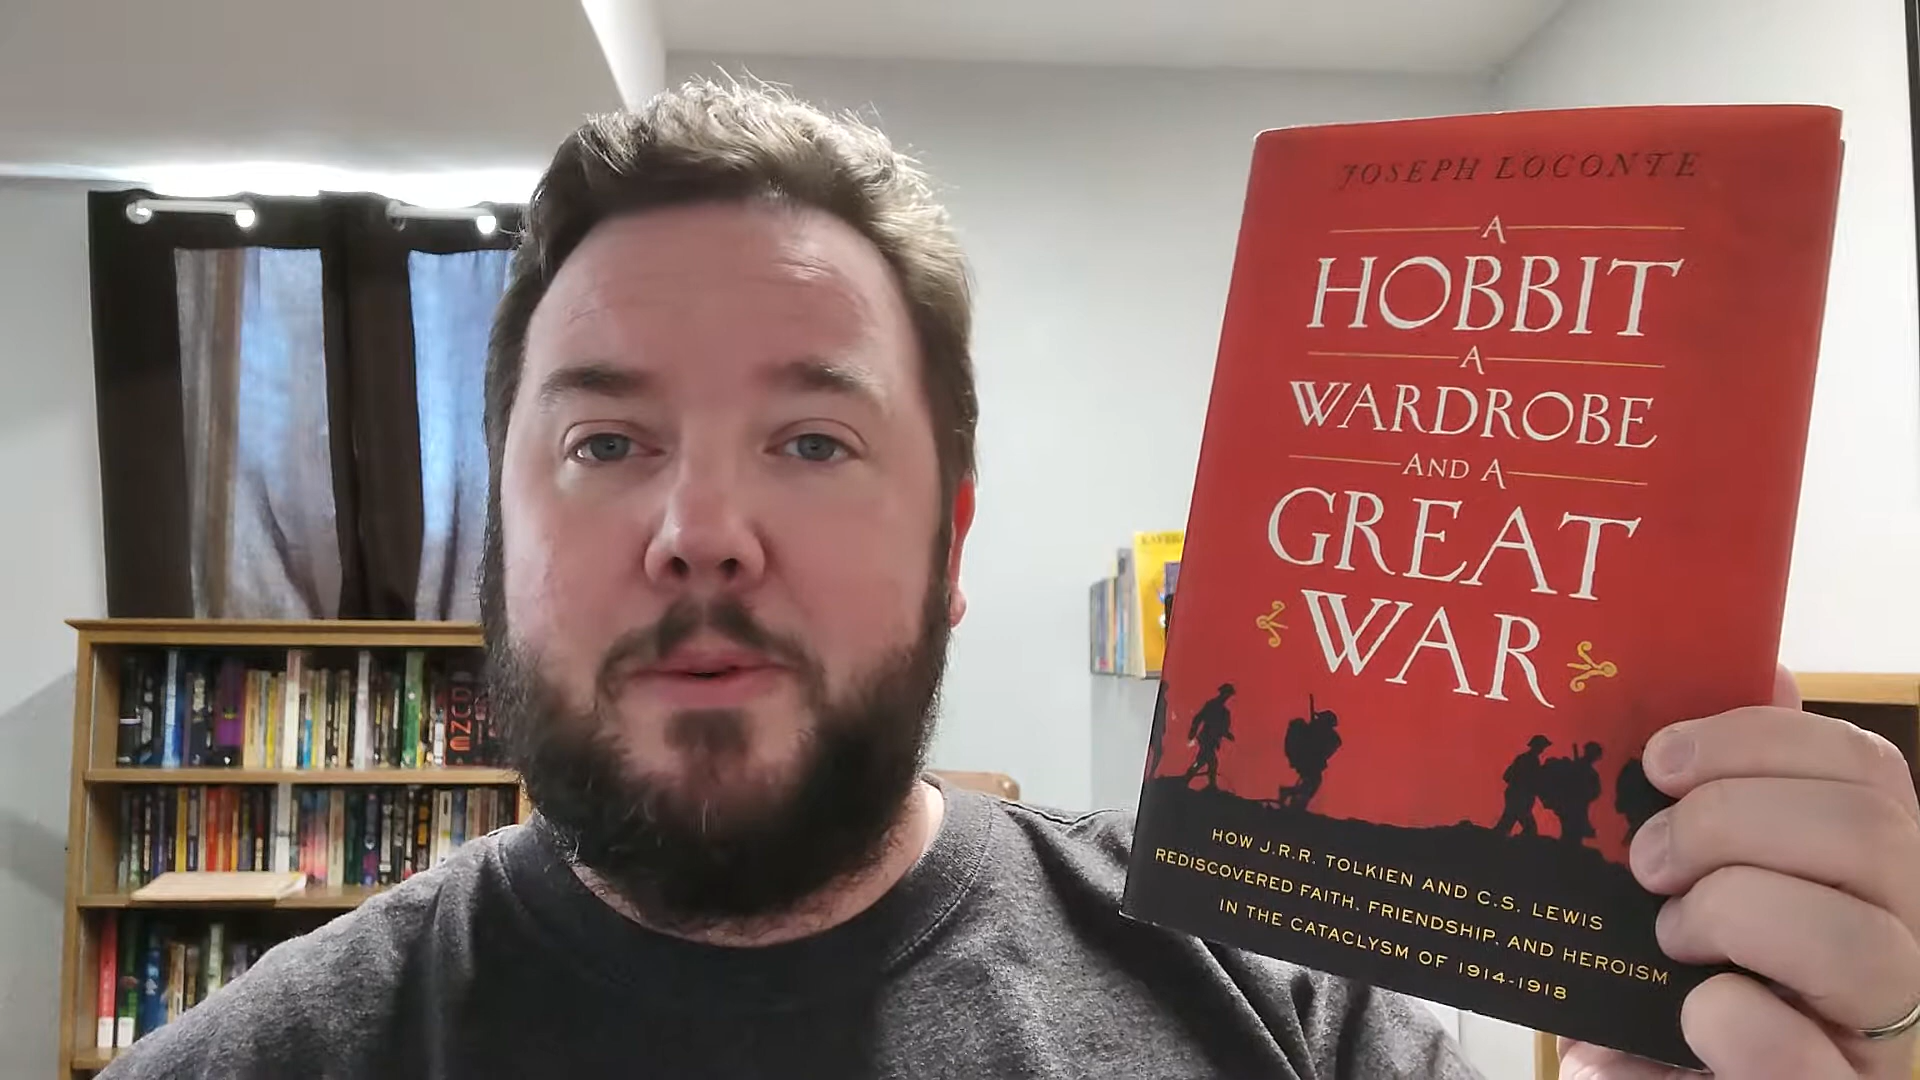 JOSEPH LOCONTE
A
HOBBIT
A
WARDROBE
AND A
GREAT
WAR
HOW J.R.R. TOLKIEN AND C.S. LEWIS
REDISCOVERED FAITH, FRIENDSHIP, AND HEROISM
IN THE CATACLYSM OF 1914-1918